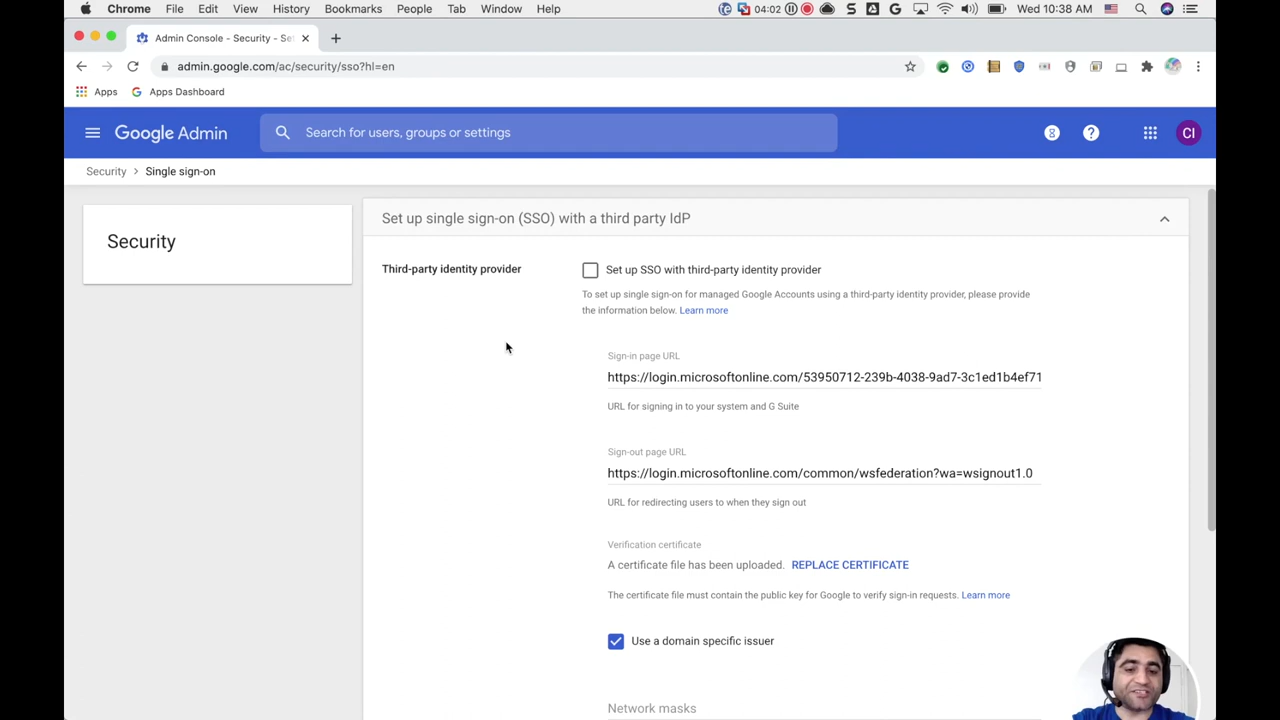 Chrome File Edit View History Bookmarks People Tab Window Help 04:02 Wed 10:38 AM
Admin Console - Security - Se
admin.google.com/ac/security/sso?hl=en
Apps Apps Dashboard
Google Admin Search for users, groups or settings CI
Security > Single sign-on
Security
Set up single sign-on (SSO) with a third party IdP
Third-party identity provider
Set up SSO with third-party identity provider
To set up single sign-on for managed Google Accounts using a third-party identity provider, please provide
the information below. Learn more
Sign-in page URL
https://login.microsoftonline.com/53950712-239b-4038-9ad7-3c1ed1b4ef71
URL for signing in to your system and G Suite
Sign-out page URL
https://login.microsoftonline.com/common/wsfederation?wa=wsignout1.0
URL for redirecting users to when they sign out
Verification certificate
A certificate file has been uploaded. REPLACE CERTIFICATE
The certificate file must contain the public key for Google to verify sign-in requests. Learn more
Use a domain specific issuer
Network masks